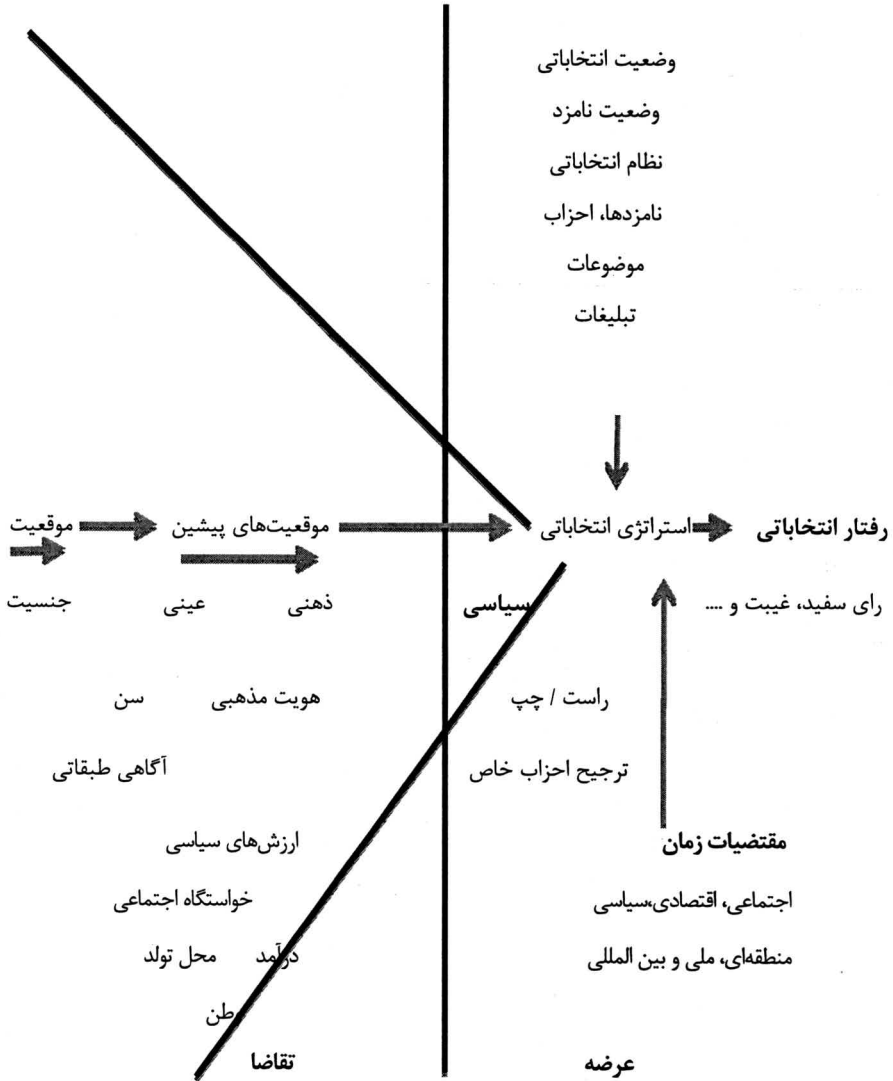 وضعیت انتخاباتی
وضعیت نامزد
نظام انتخاباتی
نامزدها، احزاب
موضوعات
تبلیغات
رفتار انتخاباتی استراتژی انتخاباتی موقعیت‌های پیشین موقعیت
رای سفید، غیبت و .... سیاسی ذهنی عینی جنسیت
راست / چپ هویت مذهبی سن
ترجیح احزاب خاص آگاهی طبقاتی
مقتضیات زمان ارزش‌های سیاسی
اجتماعی، اقتصادی،سیاسی خواستگاه اجتماعی
منطقه‌ای، ملی و بین المللی درآمد محل تولد
وطن
عرضه تقاضا